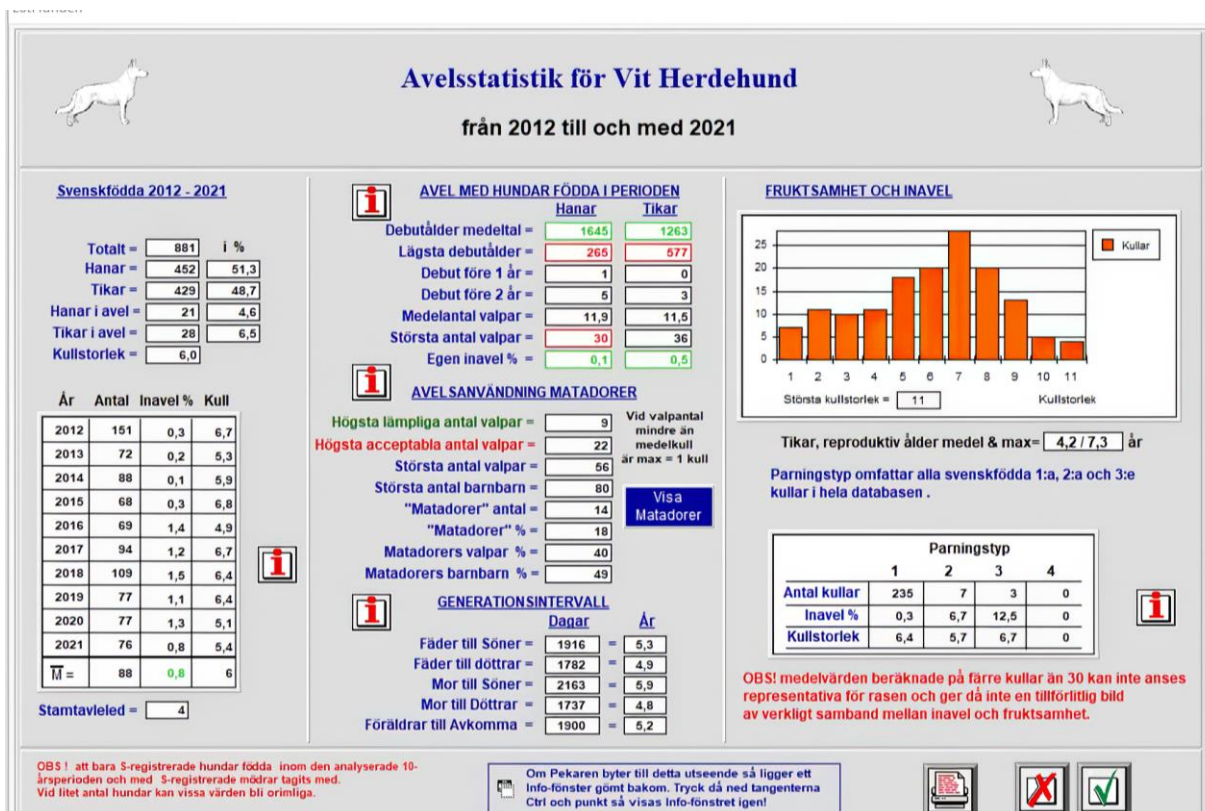 Avelsstatistik för Vit Herdehund
från 2012 till och med 2021
Svenskfödda 2012 - 2021
Totalt = 881 i %
Hanar = 452 51,3
Tikar = 429 48,7
Hanar i avel = 21 4,6
Tikar i avel = 28 6,5
Kullstorlek = 6,0
År Antal Inavel % Kull
2012 151 0,3 6,7
2013 72 0,2 5,3
2014 88 0,1 5,9
2015 68 0,3 6,8
2016 69 1,4 4,9
2017 94 1,2 6,7
2018 109 1,5 6,4
2019 77 1,1 6,4
2020 77 1,3 5,1
2021 76 0,8 5,4
M = 88 0,8 6
Stamtavleled = 4
AVEL MED HUNDAR FÖDDA I PERIODEN
Hanar Tikar
Debutålder medeltal = 1645 1263
Lägsta debutålder = 265 577
Debut före 1 år = 1 0
Debut före 2 år = 5 3
Medelantal valpar = 11,9 11,5
Största antal valpar = 30 36
Egen inavel % = 0,1 0,5
AVELSANVÄNDNING MATADORER
Högsta lämpliga antal valpar = 9
Högsta acceptabla antal valpar = 22
Största antal valpar = 56
Största antal barnbarn = 80
"Matadorer" antal = 14
"Matadorer" % = 18
Matadorers valpar % = 40
Matadorers barnbarn % = 49
Vid valpantal
mindre än
medelkull
är max = 1 kull
Visa
Matadorer
GENERATIONSINTERVALL
Dagar År
Fäder till Söner = 1916 = 5,3
Fäder till döttrar = 1782 = 4,9
Mor till Söner = 2163 = 5,9
Mor till Döttrar = 1737 = 4,8
Föräldrar till Avkomma = 1900 = 5,2
FRUKTSAMHET OCH INAVEL
25
20
15
10
5
0
1 2 3 4 5 6 7 8 9 10 11
Kullar
Största kullstorlek = 11 Kullstorlek
Tikar, reproduktiv ålder medel & max= 4,2 / 7,3 år
Parningstyp omfattar alla svenskfödda 1:a, 2:a och 3:e
kullar i hela databasen .
Parningstyp
1 2 3 4
Antal kullar 235 7 3 0
Inavel % 0,3 6,7 12,5 0
Kullstorlek 6,4 5,7 6,7 0
OBS! medelvärden beräknade på färre kullar än 30 kan inte anses
representativa för rasen och ger då inte en tillförlitlig bild
av verkligt samband mellan inavel och fruktsamhet.
OBS ! att bara S-registrerade hundar födda inom den analyserade 10-
årsperioden och med S-registrerade mödrar tagits med.
Vid litet antal hundar kan vissa värden bli orimliga.
Om Pekaren byter till detta utseende så ligger ett
Info-fönster gömt bakom. Tryck då ned tangenterna
Ctrl och punkt så visas Info-fönstret igen!